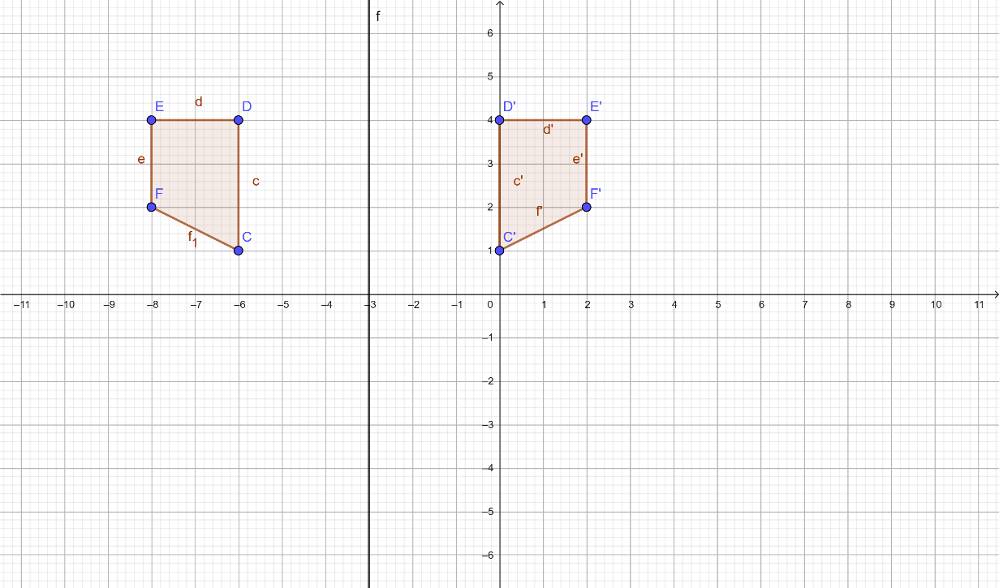 f
6
5
E d D D' E'
4
d'
e 3 e'
c c'
F F'
2
f'
f1 C C'
1
–11 –10 –9 –8 –7 –6 –5 –4 –3 –2 –1 0 1 2 3 4 5 6 7 8 9 10 11
–1
–2
–3
–4
–5
–6